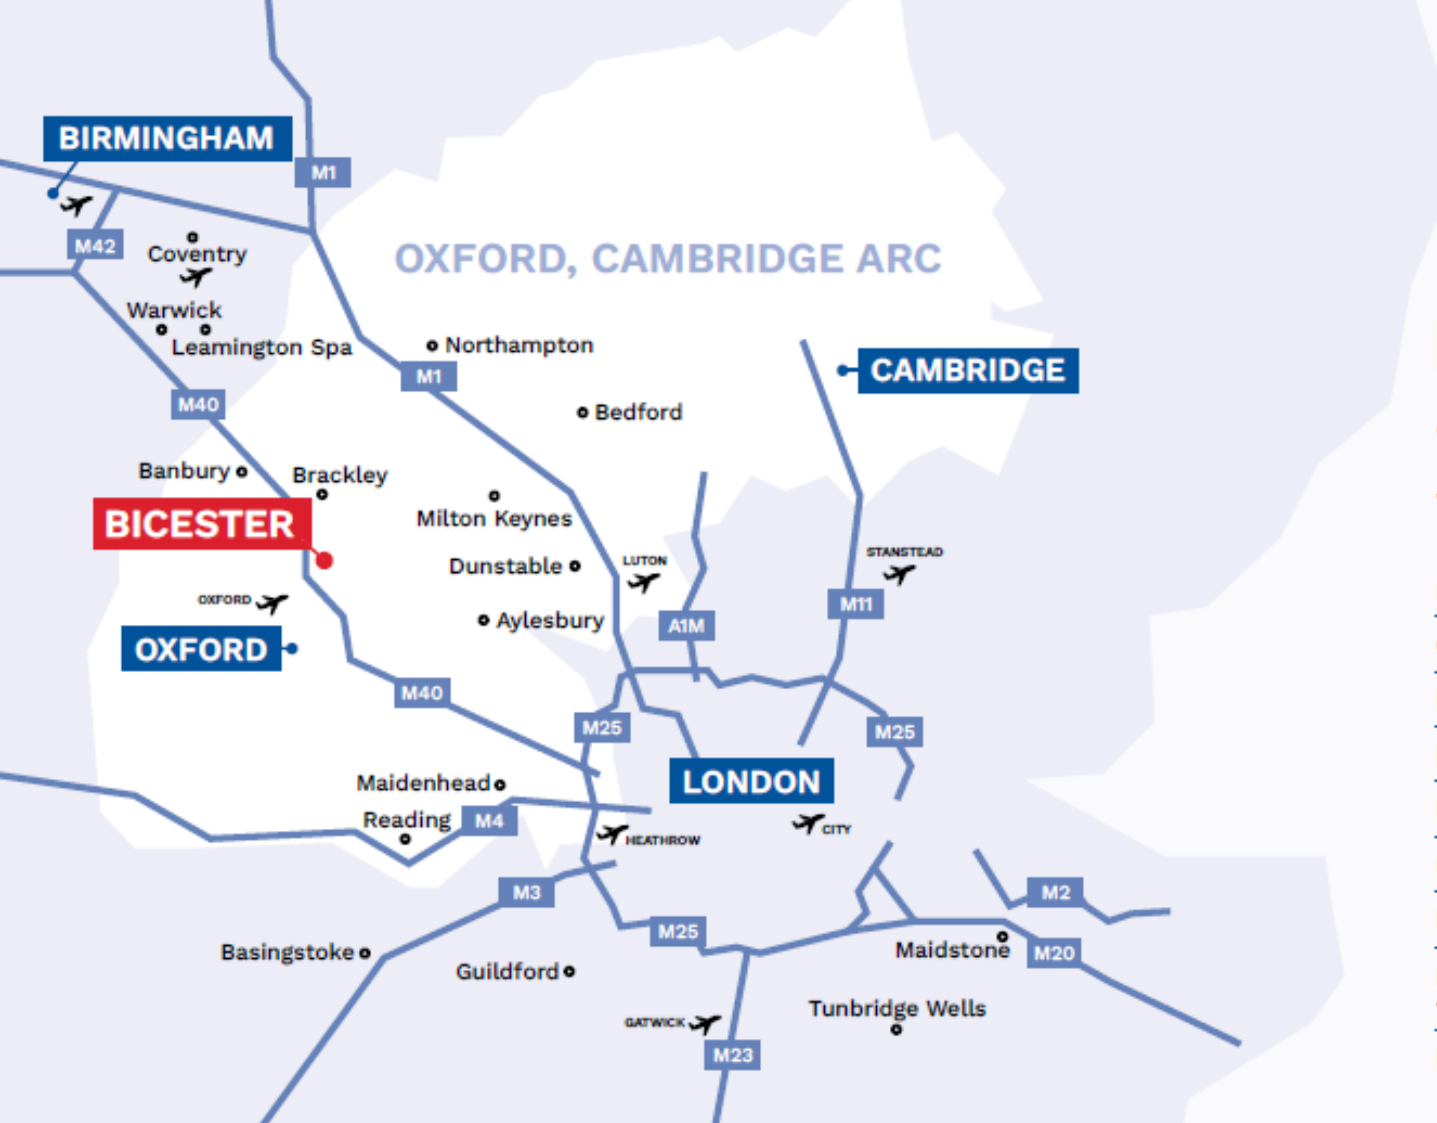 BIRMINGHAM
M1
M42
Coventry
OXFORD, CAMBRIDGE ARC
Warwick
Leamington Spa
Northampton
M1
CAMBRIDGE
M40
Bedford
Banbury
Brackley
BICESTER
Milton Keynes
STANSTEAD
LUTON
Dunstable
OXFORD
M11
Aylesbury
A1M
OXFORD
M40
M25
M25
Maidenhead
LONDON
Reading
M4
CITY
HEATHROW
M3
M2
M25
Basingstoke
Maidstone
M20
Guildford
Tunbridge Wells
GATWICK
M23